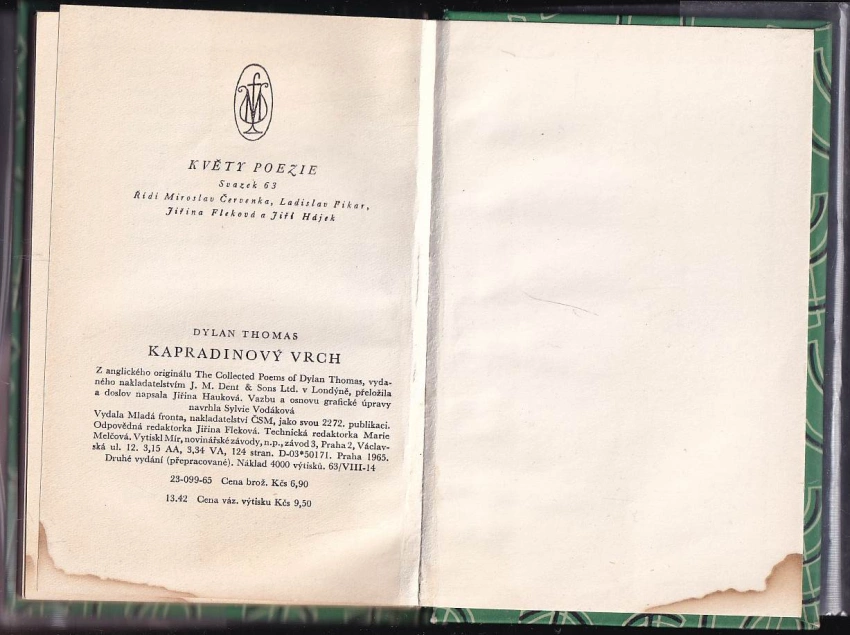 KVĚTY POEZIE
Svazek 63
Řídí Miroslav Červenka, Ladislav Fikar,
Jiřina Fleková a Jiří Hájek
DYLAN THOMAS
KAPRADINOVÝ VRCH
Z anglického originálu The Collected Poems of Dylan Thomas, vyda-
ného nakladatelstvím J. M. Dent & Sons Ltd. v Londýně, přeložila
a doslov napsala Jiřina Hauková. Vazbu a osnovu grafické úpravy
navrhla Sylvie Vodáková
Vydala Mladá fronta, nakladatelství ČSM, jako svou 2272. publikaci.
Odpovědná redaktorka Jiřina Fleková. Technická redaktorka Marie
Melčová. Vytiskl Mír, novinářské závody, n.p., závod 3, Praha 2, Václav-
ská ul. 12. 3,15 AA, 3,34 VA, 124 stran. D-03*50171. Praha 1965.
Druhé vydání (přepracované). Náklad 4000 výtisků. 63/VIII-14
23-099-65 Cena brož. Kčs 6,90
13.42 Cena váz. výtisku Kčs 9,50